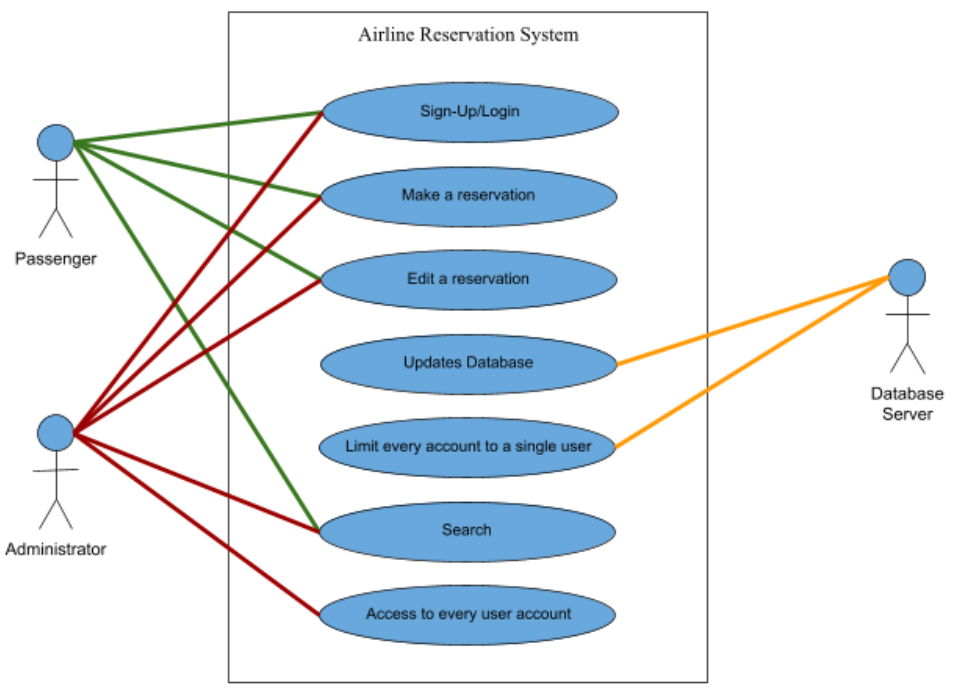 Airline Reservation System
Sign-Up/Login
Make a reservation
Passenger
Edit a reservation
Updates Database
Database
Server
Limit every account to a single user
Search
Administrator
Access to every user account